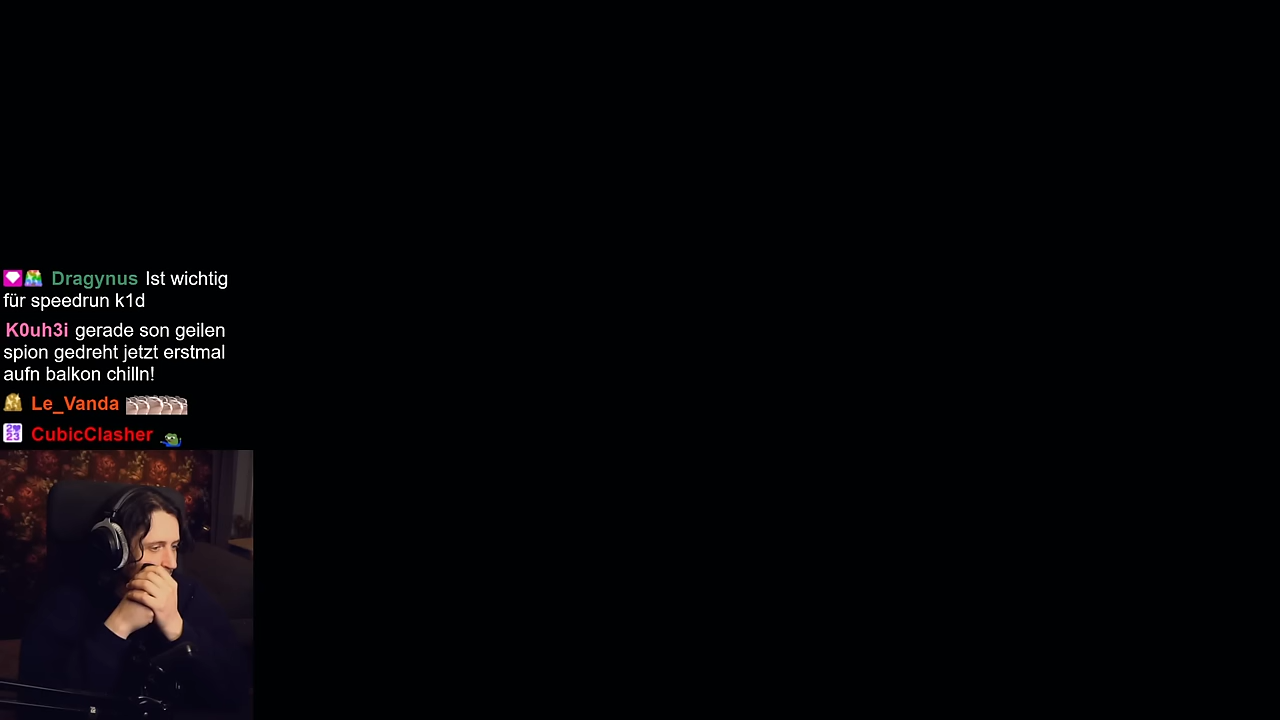 Dragynus Ist wichtig
für speedrun k1d
K0uh3i gerade son geilen
spion gedreht jetzt erstmal
aufn balkon chilln!
Le_Vanda
2023 CubicClasher